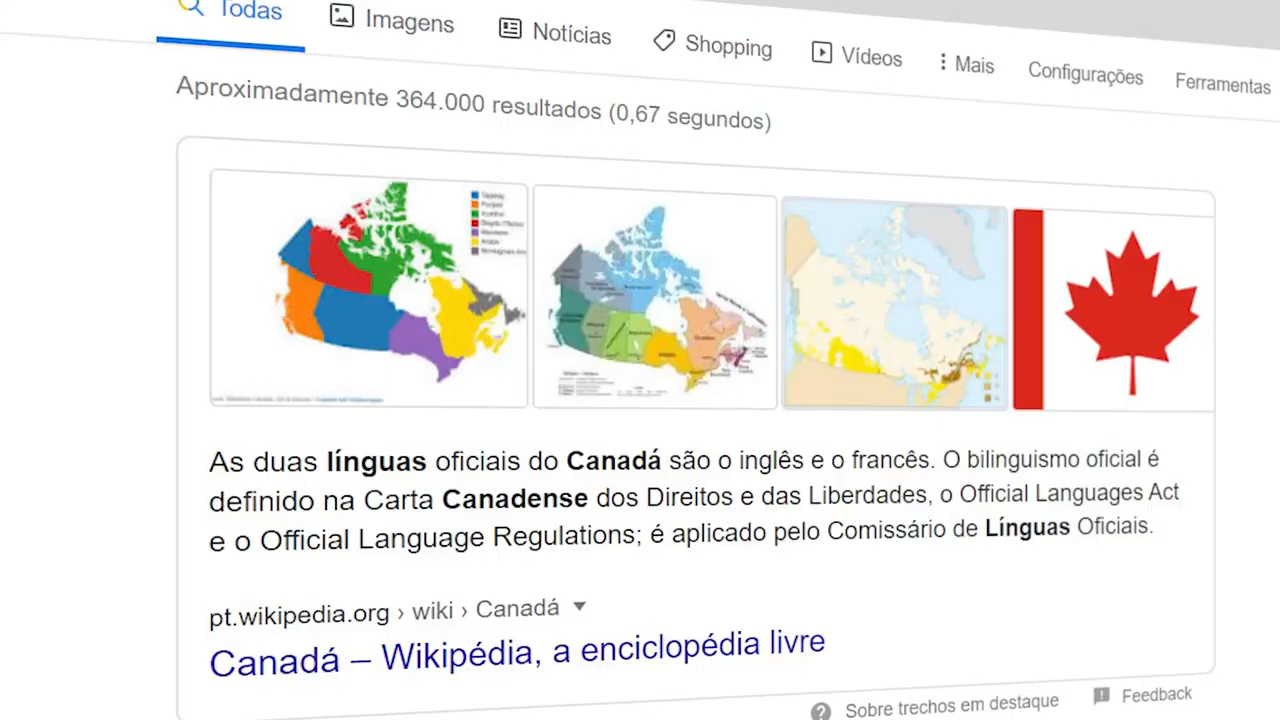 Todas
Imagens
Notícias
Shopping
Vídeos
Mais
Configurações
Ferramentas
Aproximadamente 364.000 resultados (0,67 segundos)
As duas línguas oficiais do Canadá são o inglês e o francês. O bilinguismo oficial é
definido na Carta Canadense dos Direitos e das Liberdades, o Official Languages Act
e o Official Language Regulations; é aplicado pelo Comissário de Línguas Oficiais.
pt.wikipedia.org › wiki › Canadá
Canadá – Wikipédia, a enciclopédia livre
Sobre trechos em destaque
Feedback